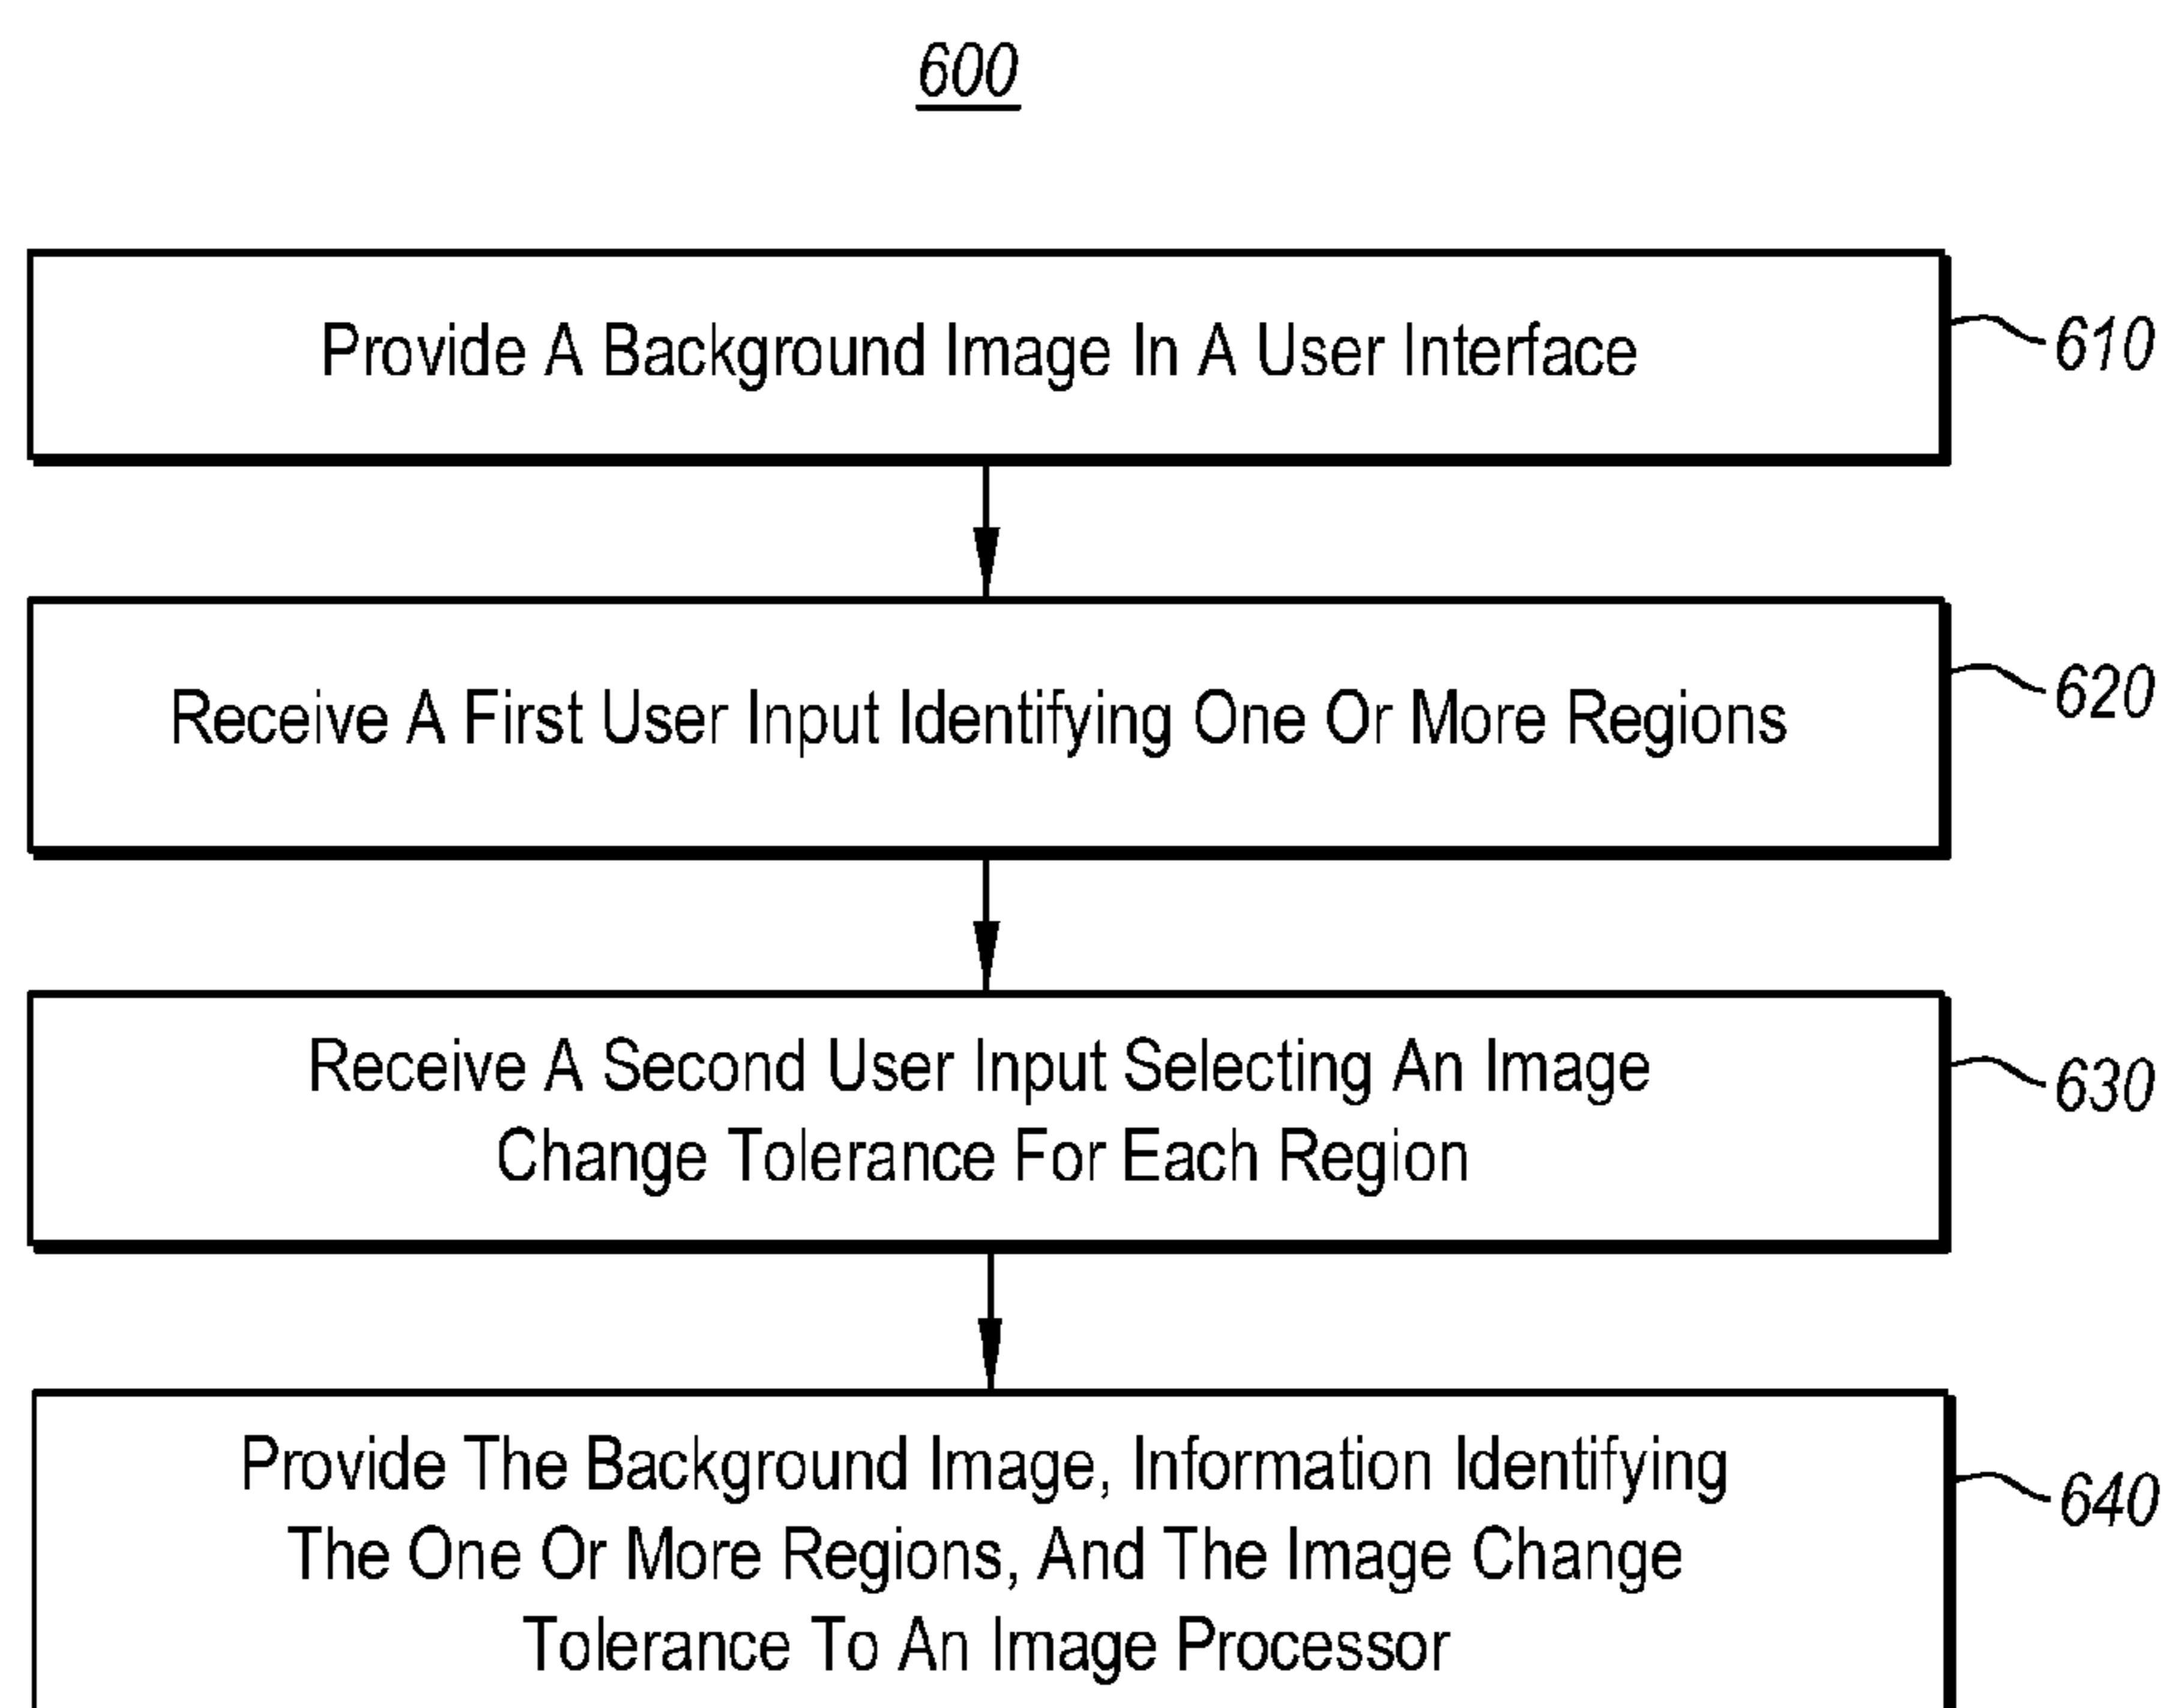 600
Provide A Background Image In A User Interface
610
Receive A First User Input Identifying One Or More Regions
620
Receive A Second User Input Selecting An Image
Change Tolerance For Each Region
630
Provide The Background Image, Information Identifying
The One Or More Regions, And The Image Change
Tolerance To An Image Processor
640